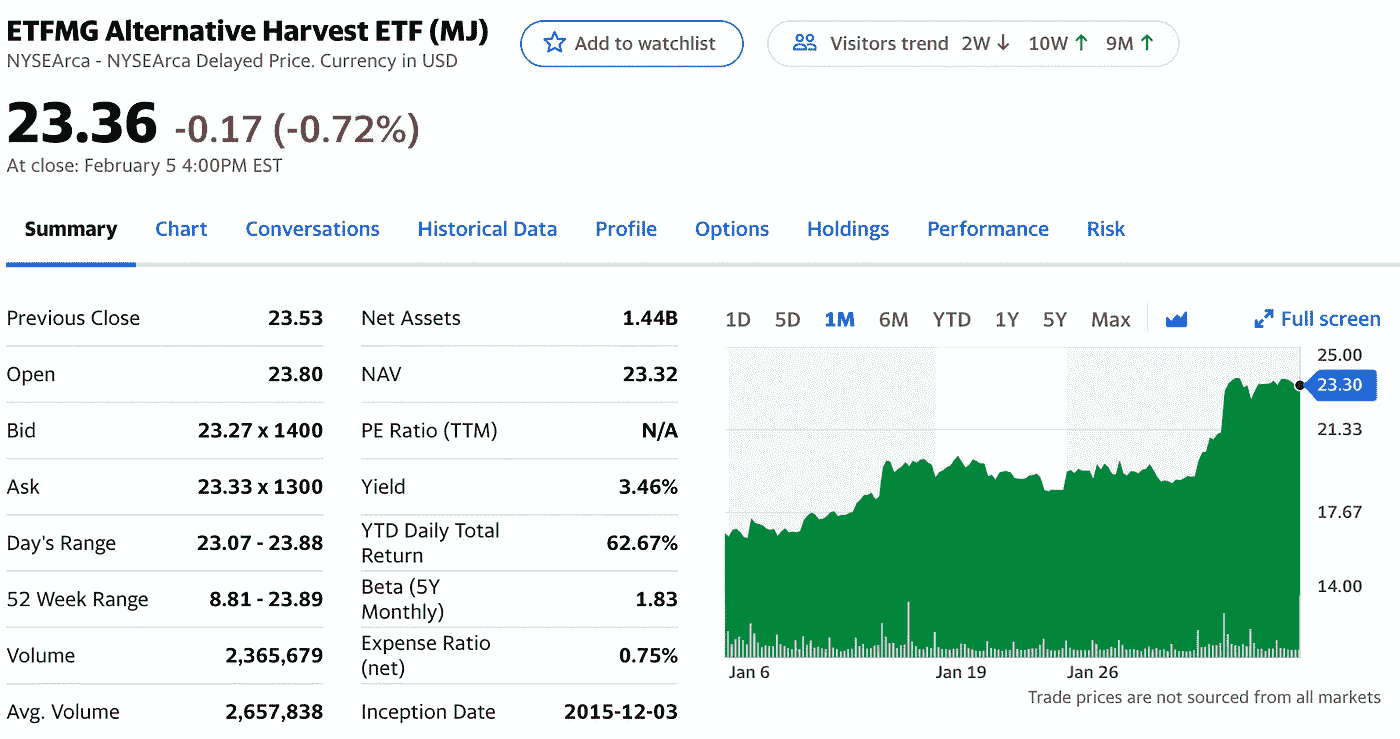 ETFMG Alternative Harvest ETF (MJ)
NYSEArca - NYSEArca Delayed Price. Currency in USD
Add to watchlist
Visitors trend 2W ↓ 10W ↑ 9M ↑
23.36 -0.17 (-0.72%)
At close: February 5 4:00PM EST
Summary Chart Conversations Historical Data Profile Options Holdings Performance Risk
Previous Close 23.53
Open 23.80
Bid 23.27 x 1400
Ask 23.33 x 1300
Day's Range 23.07 - 23.88
52 Week Range 8.81 - 23.89
Volume 2,365,679
Avg. Volume 2,657,838
Net Assets 1.44B
NAV 23.32
PE Ratio (TTM) N/A
Yield 3.46%
YTD Daily Total
Return 62.67%
Beta (5Y
Monthly) 1.83
Expense Ratio
(net) 0.75%
Inception Date 2015-12-03
1D 5D 1M 6M YTD 1Y 5Y Max
Full screen
25.00
23.30
21.33
17.67
14.00
Jan 6 Jan 19 Jan 26
Trade prices are not sourced from all markets